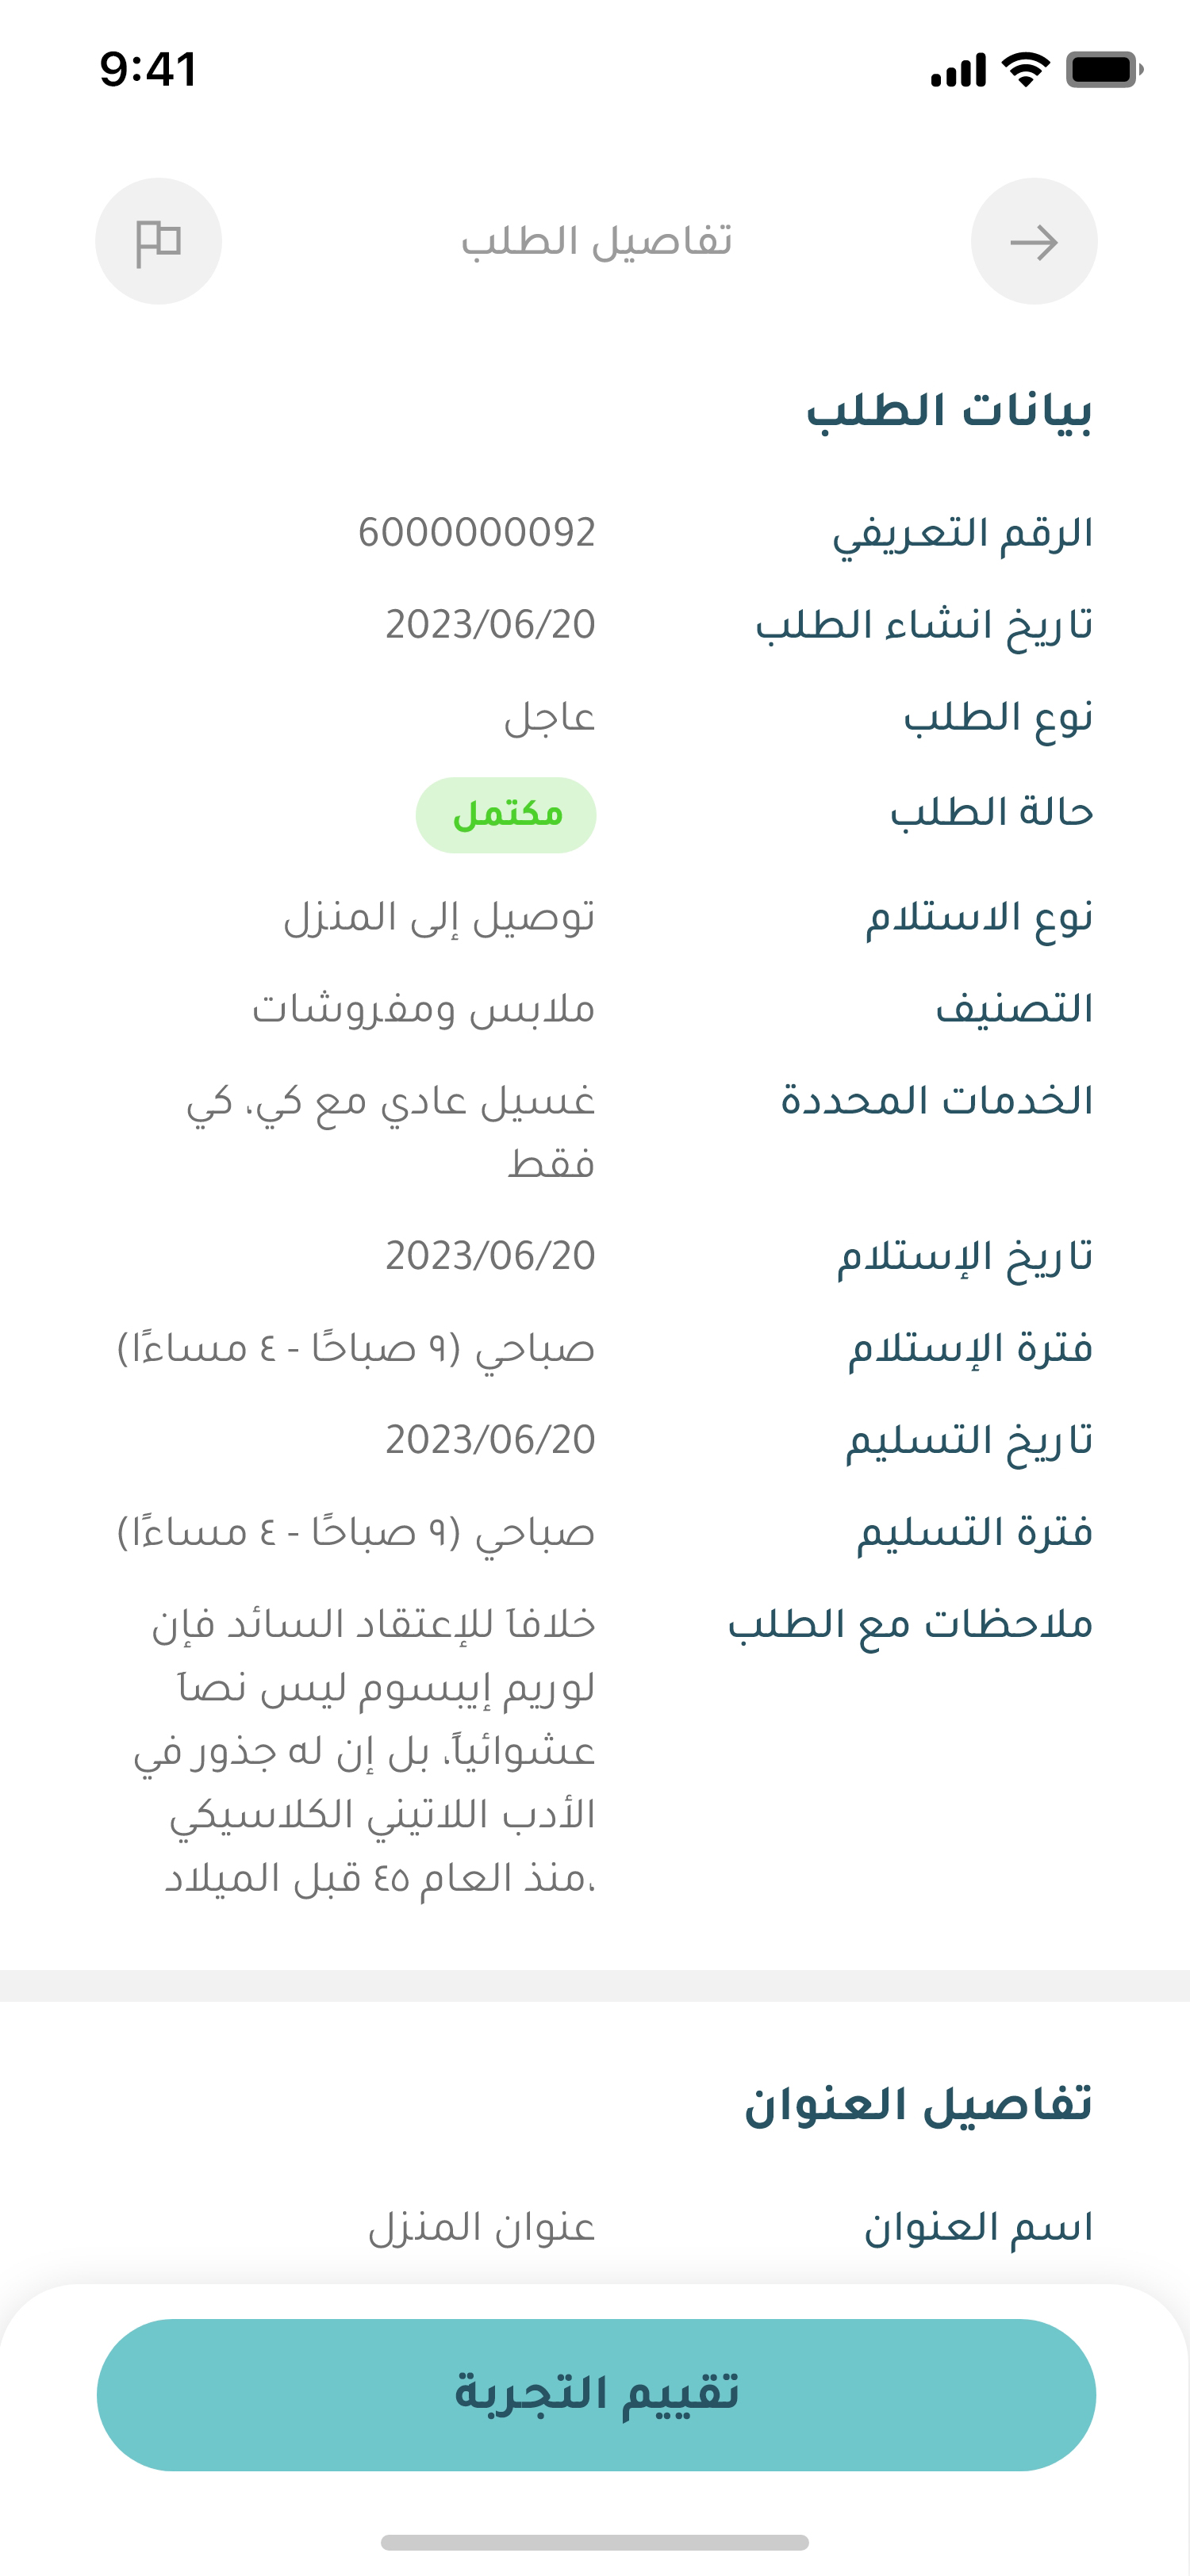 9:41
تفاصيل الطلب
بيانات الطلب
الرقم التعريفي 6000000092
تاريخ انشاء الطلب 2023/06/20
نوع الطلب عاجل
حالة الطلب مكتمل
نوع الاستلام توصيل إلى المنزل
التصنيف ملابس ومفروشات
الخدمات المحددة غسيل عادي مع كي، كي
فقط
تاريخ الإستلام 2023/06/20
فترة الإستلام صباحي (٩ صباحًا - ٤ مساءًا)
تاريخ التسليم 2023/06/20
فترة التسليم صباحي (٩ صباحًا - ٤ مساءًا)
ملاحظات مع الطلب خلافاَ للإعتقاد السائد فإن
لوريم إيبسوم ليس نصاَ
عشوائياً، بل إن له جذور في
الأدب اللاتيني الكلاسيكي
،منذ العام ٤٥ قبل الميلاد
تفاصيل العنوان
اسم العنوان عنوان المنزل
تقييم التجربة